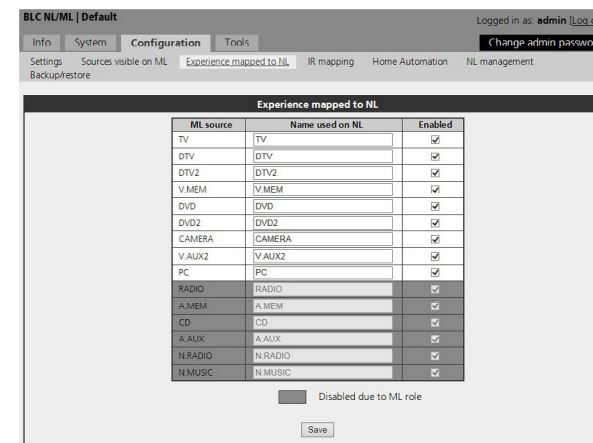 BLC NL/ML | Default
Logged in as: admin [Log
Info System Configuration Tools
Change admin passwo
Settings Sources visible on ML Experience mapped to NL IR mapping Home Automation NL management
Backup/restore
Experience mapped to NL
ML source Name used on NL Enabled
TV TV
DTV DTV
DTV2 DTV2
V.MEM V.MEM
DVD DVD
DVD2 DVD2
CAMERA CAMERA
V.AUX2 V.AUX2
PC PC
RADIO RADIO
A.MEM A.MEM
CD CD
A.AUX A.AUX
N.RADIO N.RADIO
N.MUSIC N.MUSIC
Disabled due to ML role
Save